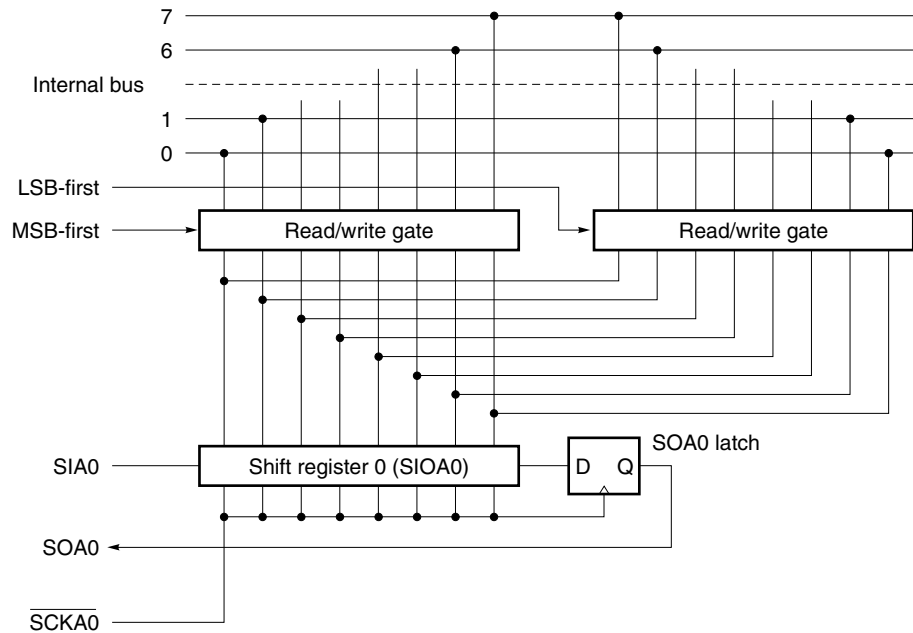 7
6
Internal bus
1
0
LSB-first
MSB-first
Read/write gate
Read/write gate
SOA0 latch
SIA0
Shift register 0 (SIOA0)
D Q
SOA0
SCKA0